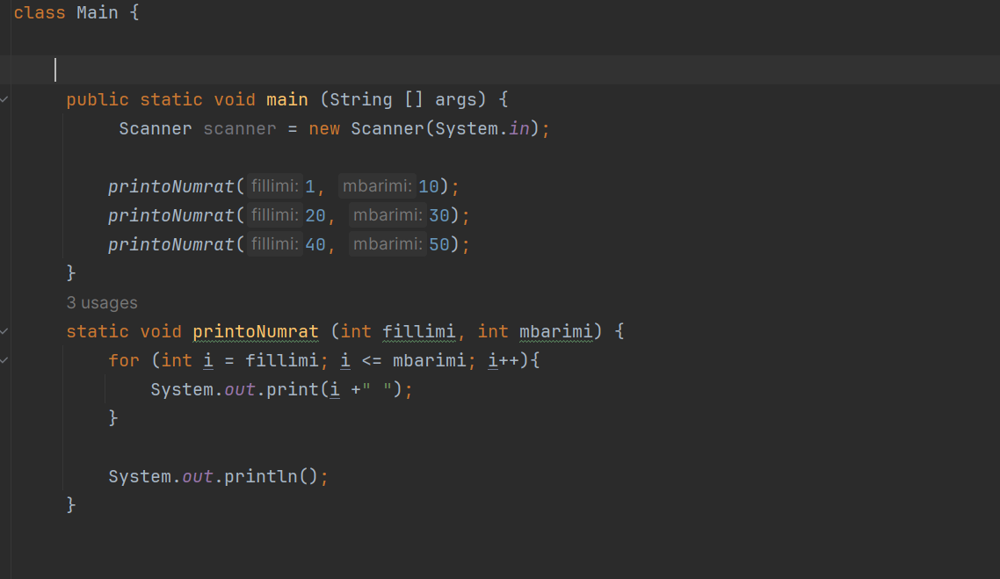 class Main {
public static void main (String [] args) {
Scanner scanner = new Scanner(System.in);
printoNumrat( fillimi: 1, mbarimi: 10);
printoNumrat( fillimi: 20, mbarimi: 30);
printoNumrat( fillimi: 40, mbarimi: 50);
}
3 usages
static void printoNumrat (int fillimi, int mbarimi) {
for (int i = fillimi; i <= mbarimi; i++){
System.out.print(i +" ");
}
System.out.println();
}